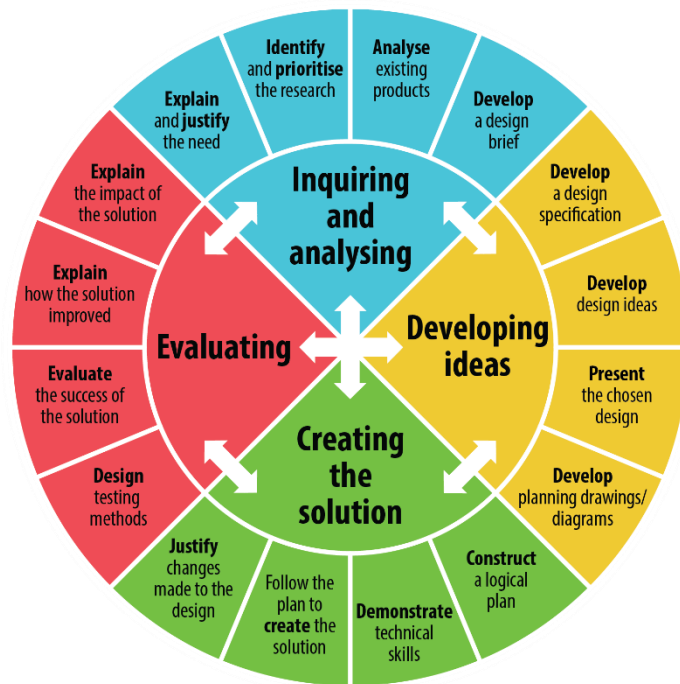 Explain
and justify
the need
Identify
and prioritise
the research
Analyse
existing
products
Develop
a design
brief
Inquiring
and
analysing
Develop
a design
specification
Develop
design ideas
Present
the chosen
design
Develop
planning drawings/
diagrams
Developing
ideas
Construct
a logical
plan
Demonstrate
technical
skills
Follow the
plan to
create the
solution
Justify
changes
made to the
design
Creating
the
solution
Design
testing
methods
Evaluate
the success of
the solution
Explain
how the solution
improved
Explain
the impact of
the solution
Evaluating